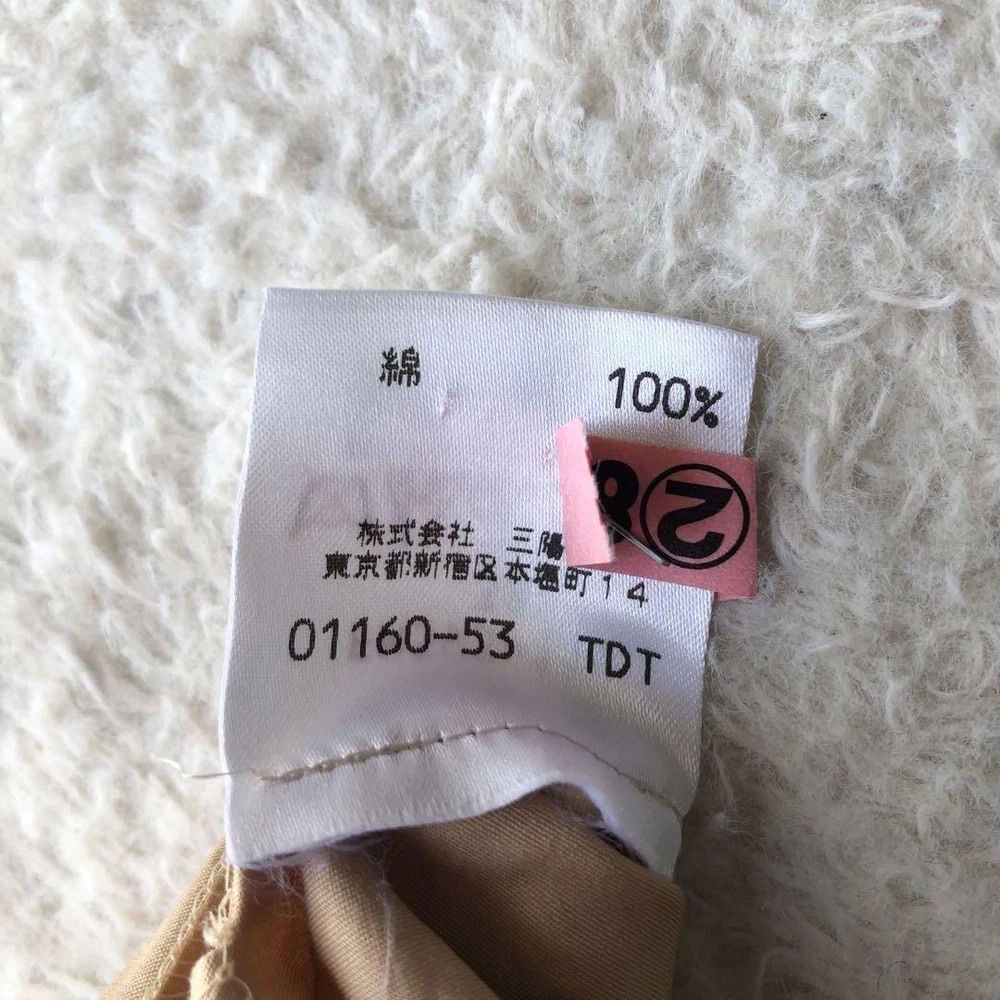 綿 100%
②8
株式会社 三陽
東京都新宿区本塩町14
01160-53 TDT